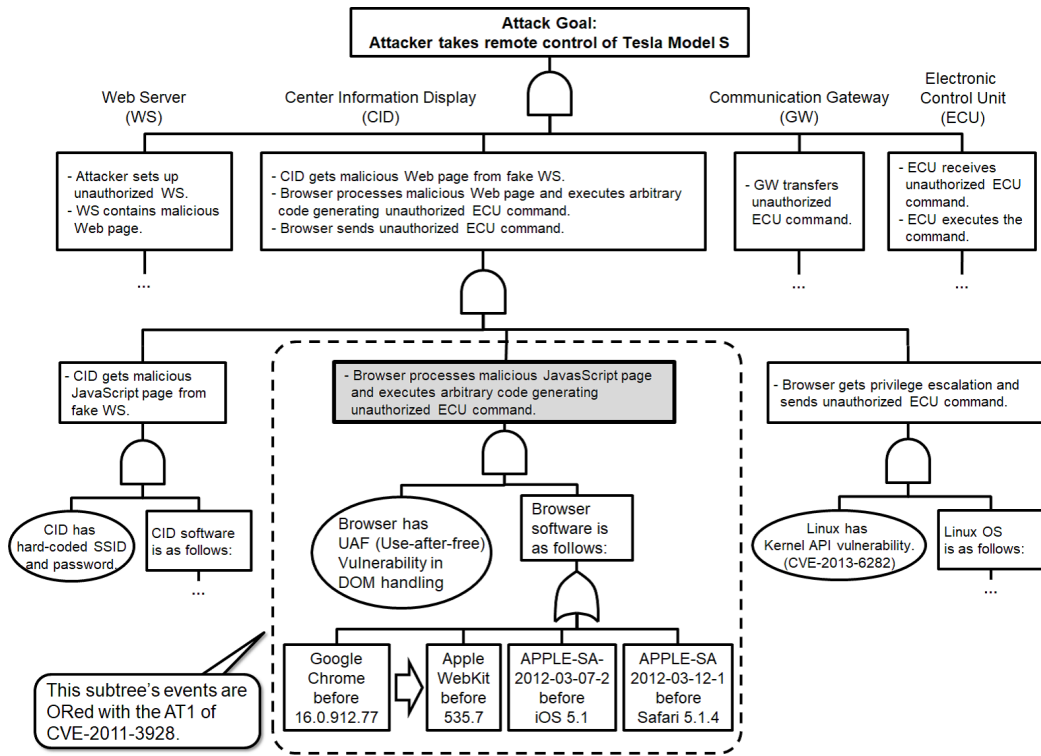 Attack Goal:
Attacker takes remote control of Tesla Model S
Web Server
(WS)
Center Information Display
(CID)
Communication Gateway
(GW)
Electronic
Control Unit
(ECU)
- Attacker sets up
unauthorized WS.
- WS contains malicious
Web page.
...
- CID gets malicious Web page from fake WS.
- Browser processes malicious Web page and executes arbitrary
code generating unauthorized ECU command.
- Browser sends unauthorized ECU command.
- GW transfers
unauthorized
ECU command.
...
- ECU receives
unauthorized ECU
command.
- ECU executes the
command.
...
- CID gets malicious
JavaScript page from
fake WS.
- Browser processes malicious JavasScript page
and executes arbitrary code generating
unauthorized ECU command.
- Browser gets privilege escalation and
sends unauthorized ECU command.
CID has
hard-coded SSID
and password.
CID software
is as follows:
...
Browser has
UAF (Use-after-free)
Vulnerability in
DOM handling
Browser
software is
as follows:
Linux has
Kernel API vulnerability.
(CVE-2013-6282)
Linux OS
is as follows:
...
Google
Chrome
before
16.0.912.77
Apple
WebKit
before
535.7
APPLE-SA-
2012-03-07-2
before
iOS 5.1
APPLE-SA
2012-03-12-1
before
Safari 5.1.4
This subtree's events are
ORed with the AT1 of
CVE-2011-3928.